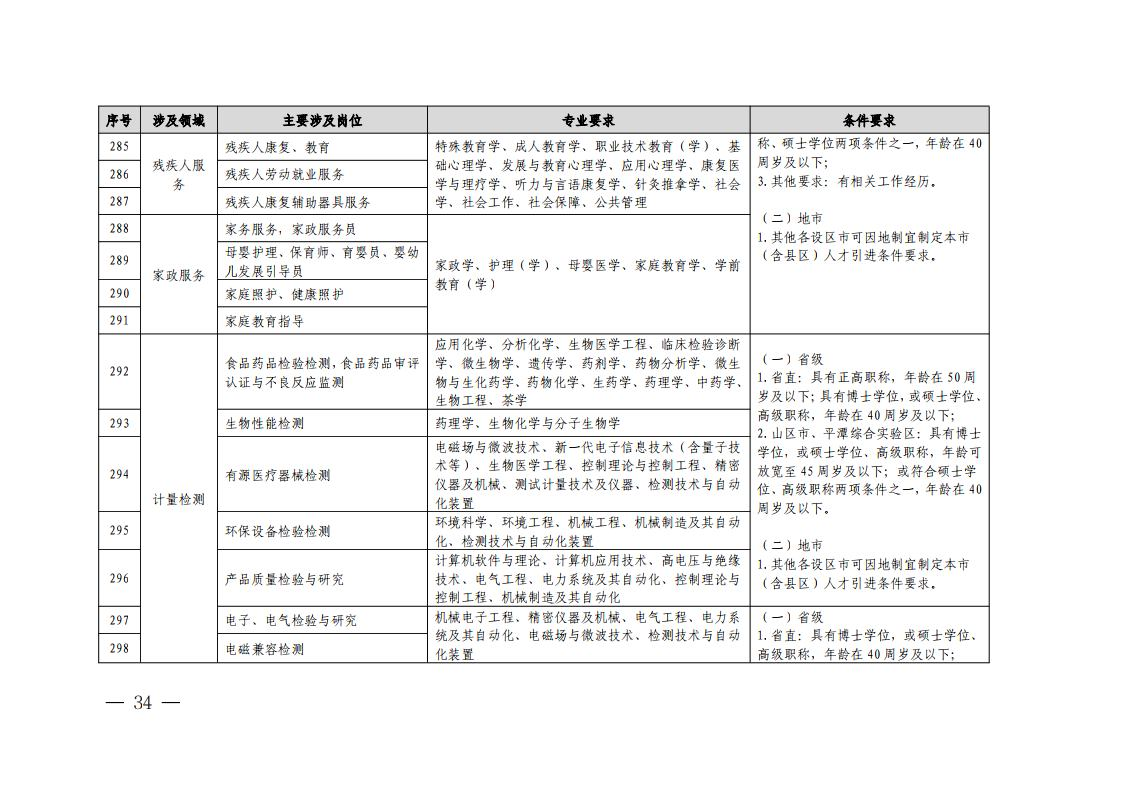 序号 涉及领域 主要涉及岗位 专业要求 条件要求
285
286
287
残疾人服
务
残疾人康复、教育
残疾人劳动就业服务
残疾人康复辅助器具服务
特殊教育学、成人教育学、职业技术教育（学）、基
础心理学、发展与教育心理学、应用心理学、康复医
学与理疗学、听力与言语康复学、针灸推拿学、社会
学、社会工作、社会保障、公共管理
称、硕士学位两项条件之一，年龄在 40
周岁及以下；
3. 其他要求：有相关工作经历。
（二）地市
1. 其他各设区市可因地制宜制定本市
（含县区）人才引进条件要求。
288
289
290
291
家政服务
家务服务，家政服务员
母婴护理、保育师、育婴员、婴幼
儿发展引导员
家庭照护、健康照护
家庭教育指导
家政学、护理（学）、母婴医学、家庭教育学、学前
教育（学）
292
计量检测
食品药品检验检测，食品药品审评
认证与不良反应监测
应用化学、分析化学、生物医学工程、临床检验诊断
学、微生物学、遗传学、药剂学、药物分析学、微生
物与生化药学、药物化学、生药学、药理学、中药学、
生物工程、茶学
293
生物性能检测
药理学、生物化学与分子生物学
294
有源医疗器械检测
电磁场与微波技术、新一代电子信息技术（含量子技
术等）、生物医学工程、控制理论与控制工程、精密
仪器及机械、测试计量技术及仪器、检测技术与自动
化装置
295
环保设备检验检测
环境科学、环境工程、机械工程、机械制造及其自动
化、检测技术与自动化装置
296
产品质量检验与研究
计算机软件与理论、计算机应用技术、高电压与绝缘
技术、电气工程、电力系统及其自动化、控制理论与
控制工程、机械制造及其自动化
（一）省级
1. 省直：具有正高职称，年龄在 50 周
岁及以下；具有博士学位，或硕士学位、
高级职称，年龄在 40 周岁及以下；
2. 山区市、平潭综合实验区：具有博士
学位，或硕士学位、高级职称，年龄可
放宽至 45 周岁及以下；或符合硕士学
位、高级职称两项条件之一，年龄在 40
周岁及以下。
（二）地市
1. 其他各设区市可因地制宜制定本市
（含县区）人才引进条件要求。
297
298
电子、电气检验与研究
电磁兼容检测
机械电子工程、精密仪器及机械、电气工程、电力系
统及其自动化、电磁场与微波技术、检测技术与自动
化装置
（一）省级
1. 省直：具有博士学位，或硕士学位、
高级职称，年龄在 40 周岁及以下；
— 34 —